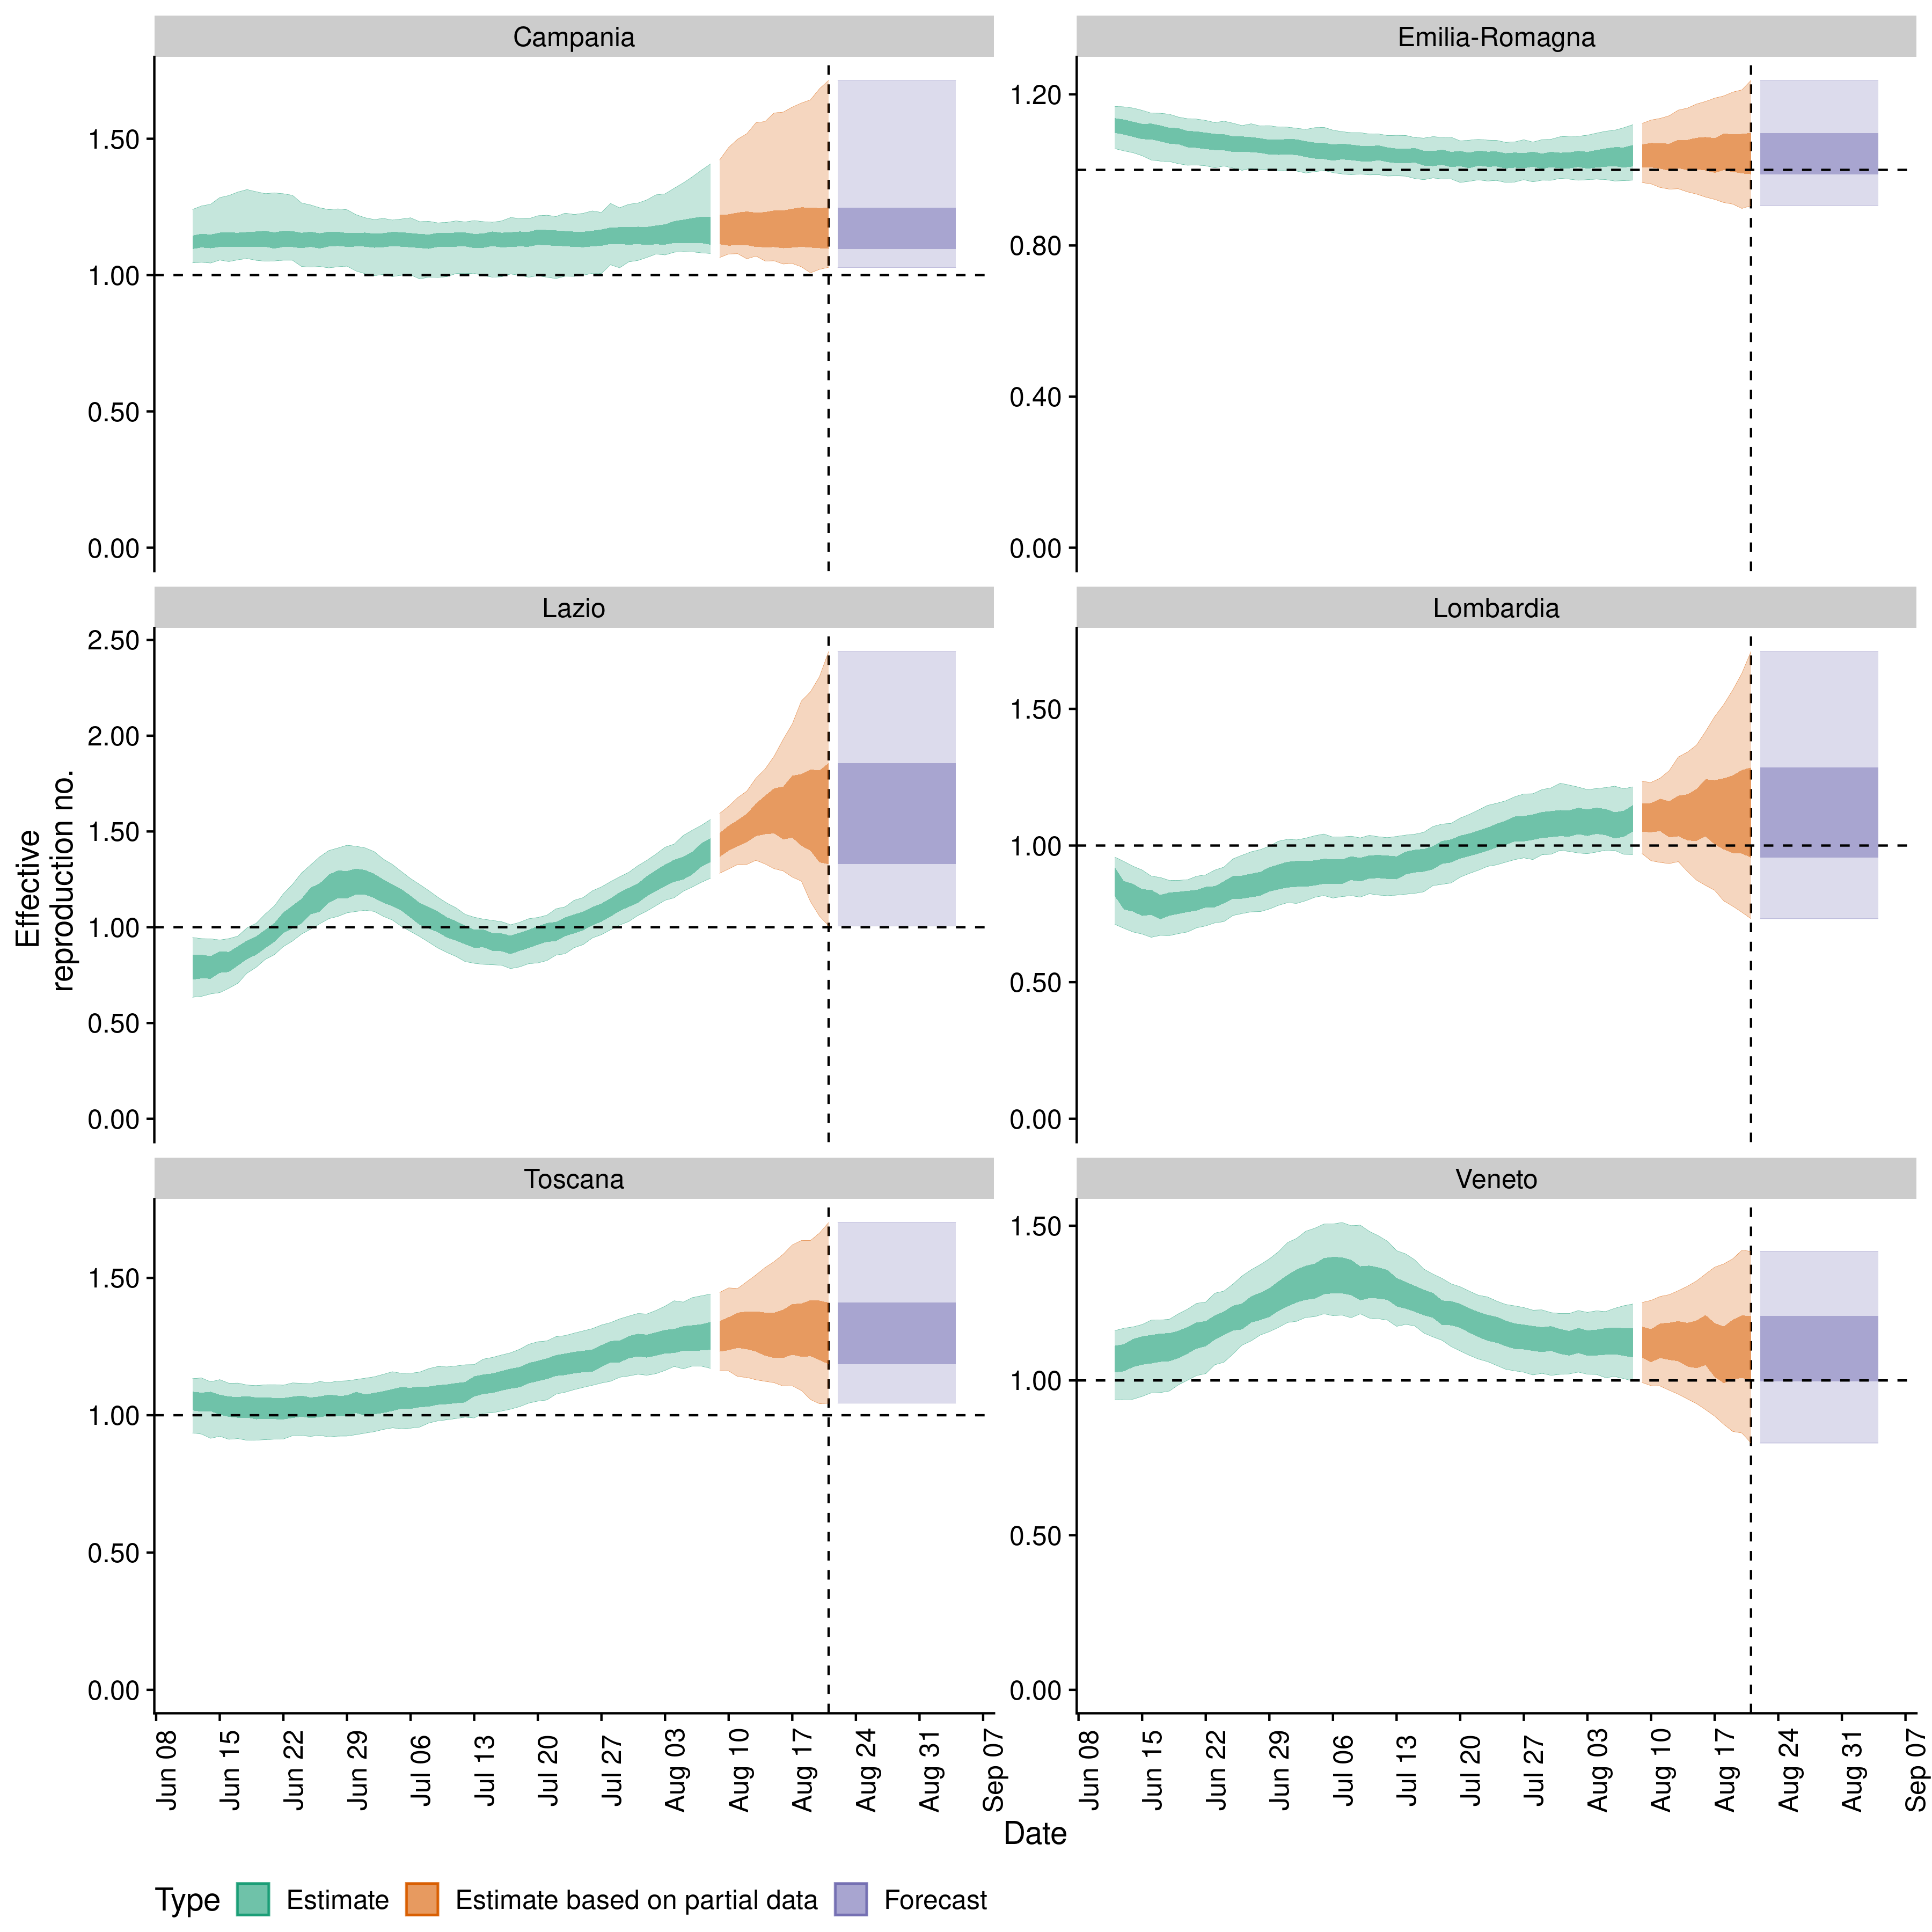 Campania
Emilia-Romagna
1.50
1.00
0.50
0.00
1.20
0.80
0.40
0.00
Lazio
Lombardia
2.50
2.00
1.50
1.00
0.50
0.00
1.50
1.00
0.50
0.00
Effective
reproduction no.
Toscana
Veneto
1.50
1.00
0.50
0.00
1.50
1.00
0.50
0.00
Jun 08
Jun 15
Jun 22
Jun 29
Jul 06
Jul 13
Jul 20
Jul 27
Aug 03
Aug 10
Aug 17
Aug 24
Aug 31
Sep 07
Jun 08
Jun 15
Jun 22
Jun 29
Jul 06
Jul 13
Jul 20
Jul 27
Aug 03
Aug 10
Aug 17
Aug 24
Aug 31
Sep 07
Date
Type Estimate Estimate based on partial data Forecast